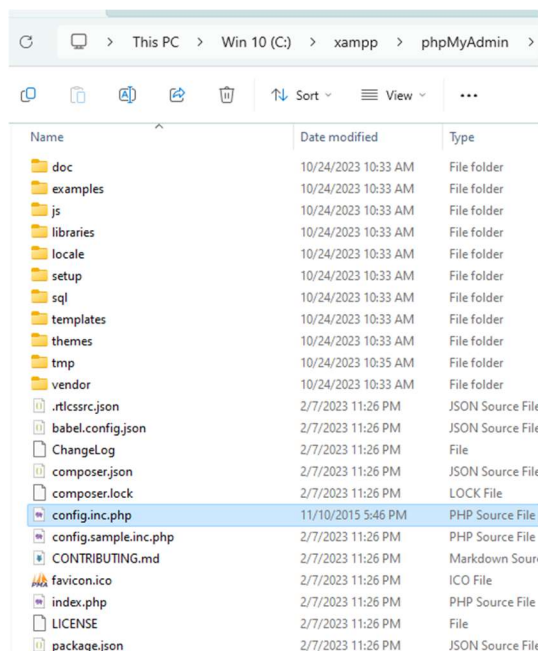 This PC > Win 10 (C:) > xampp > phpMyAdmin >
Sort View
Name Date modified Type
doc 10/24/2023 10:33 AM File folder
examples 10/24/2023 10:33 AM File folder
js 10/24/2023 10:33 AM File folder
libraries 10/24/2023 10:33 AM File folder
locale 10/24/2023 10:33 AM File folder
setup 10/24/2023 10:33 AM File folder
sql 10/24/2023 10:33 AM File folder
templates 10/24/2023 10:33 AM File folder
themes 10/24/2023 10:33 AM File folder
tmp 10/24/2023 10:35 AM File folder
vendor 10/24/2023 10:33 AM File folder
.rtlcssrc.json 2/7/2023 11:26 PM JSON Source File
babel.config.json 2/7/2023 11:26 PM JSON Source File
ChangeLog 2/7/2023 11:26 PM File
composer.json 2/7/2023 11:26 PM JSON Source File
composer.lock 2/7/2023 11:26 PM LOCK File
config.inc.php 11/10/2015 5:46 PM PHP Source File
config.sample.inc.php 2/7/2023 11:26 PM PHP Source File
CONTRIBUTING.md 2/7/2023 11:26 PM Markdown Sour
favicon.ico 2/7/2023 11:26 PM ICO File
index.php 2/7/2023 11:26 PM PHP Source File
LICENSE 2/7/2023 11:26 PM File
package.json 2/7/2023 11:26 PM JSON Source File